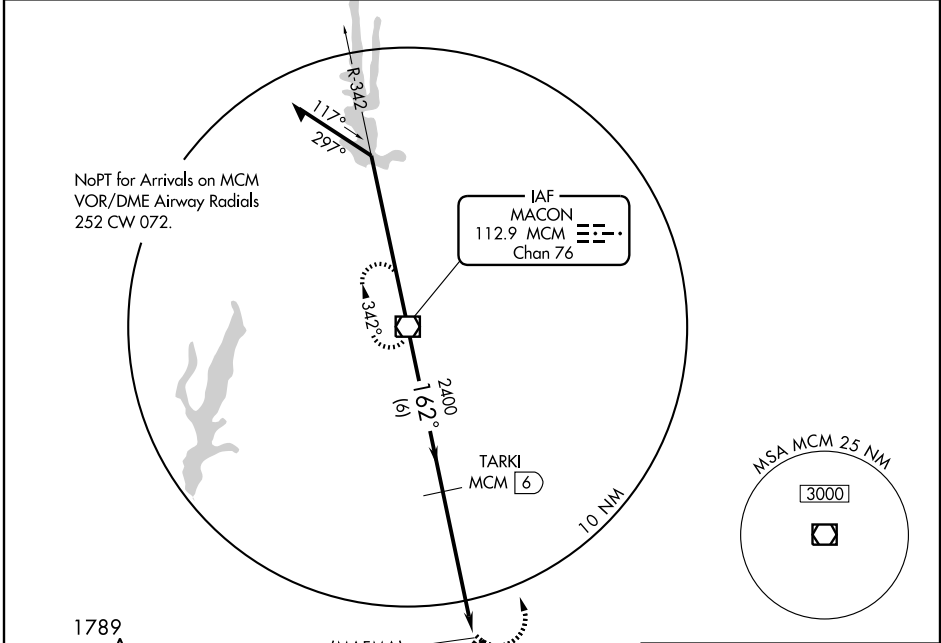 R-342
117°
297°
NoPT for Arrivals on MCM
VOR/DME Airway Radials
252 CW 072.
IAF
MACON
112.9 MCM
Chan 76
342°
2400
162°
(6)
TARKI
MCM 6
10 NM
MSA MCM 25 NM
3000
1789